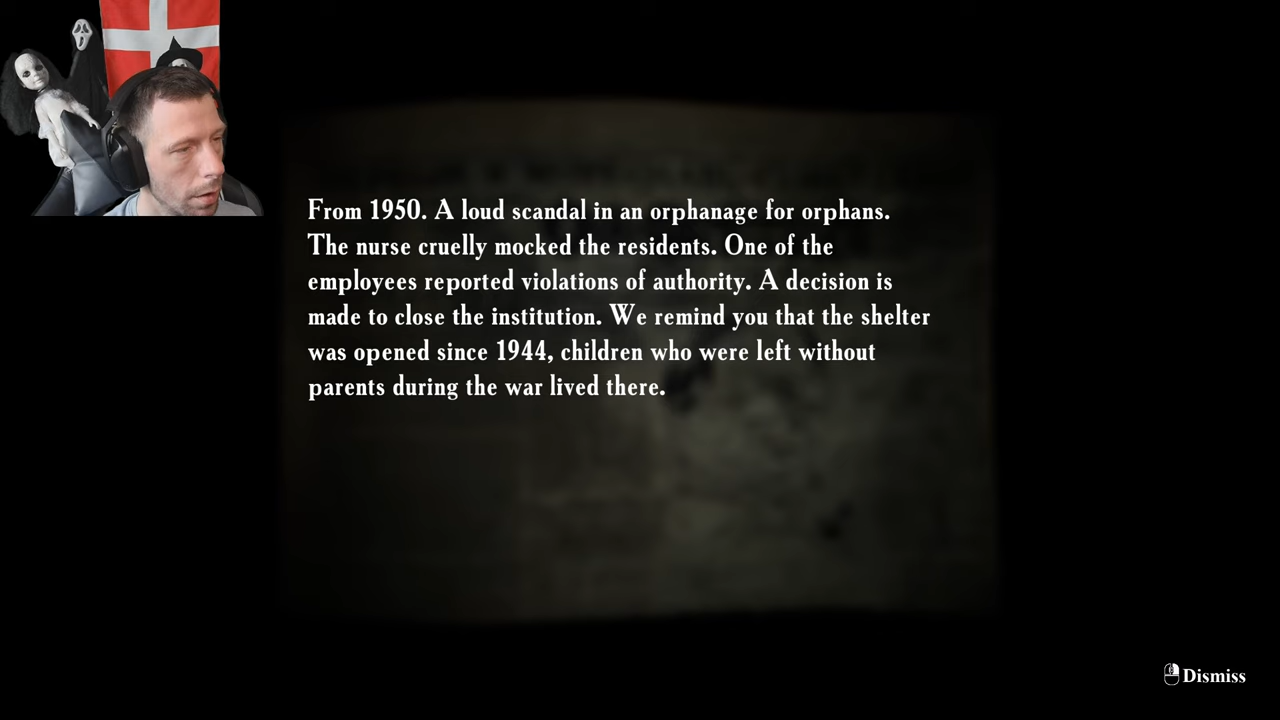 From 1950. A loud scandal in an orphanage for orphans.
The nurse cruelly mocked the residents. One of the
employees reported violations of authority. A decision is
made to close the institution. We remind you that the shelter
was opened since 1944, children who were left without
parents during the war lived there.
Dismiss